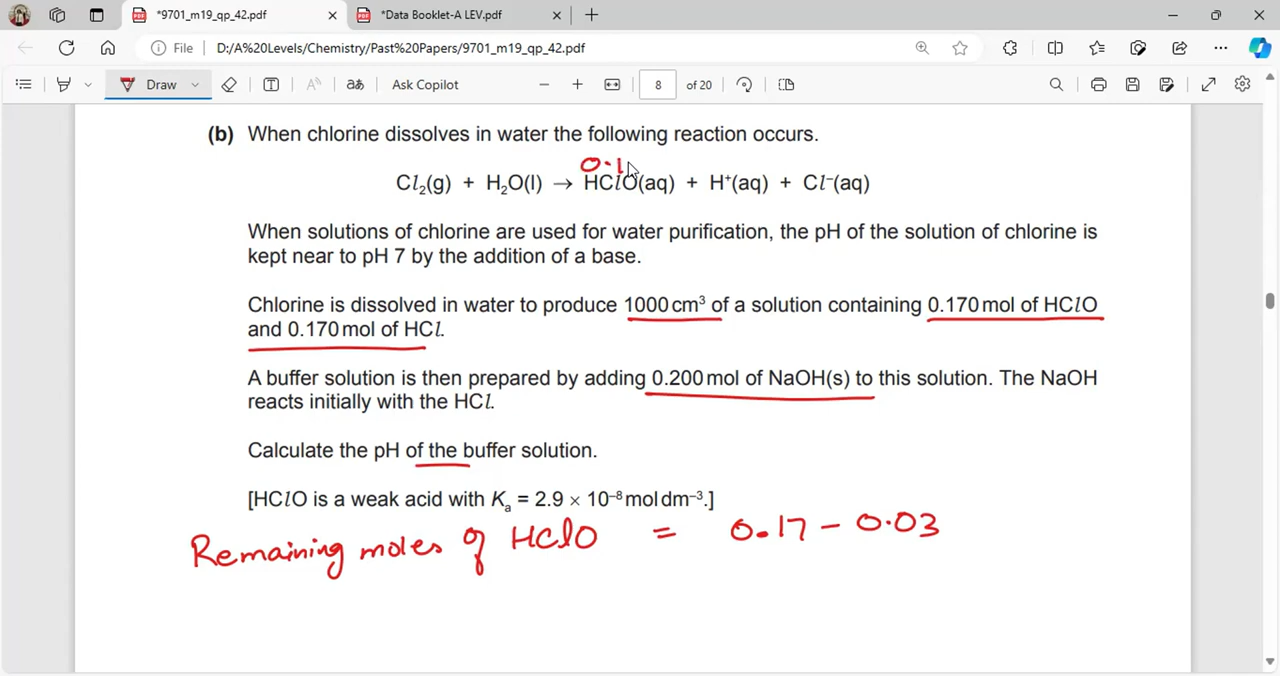 *9701_m19_qp_42.pdf
*Data Booklet-A LEV.pdf
File D:/A%20Levels/Chemistry/Past%20Papers/9701_m19_qp_42.pdf
Draw
aあ
Ask Copilot
8 of 20
(b) When chlorine dissolves in water the following reaction occurs.
0.1
Cl₂(g) + H₂O(l) → HClO(aq) + H⁺(aq) + Cl⁻(aq)
When solutions of chlorine are used for water purification, the pH of the solution of chlorine is
kept near to pH 7 by the addition of a base.
Chlorine is dissolved in water to produce 1000 cm³ of a solution containing 0.170 mol of HClO
and 0.170 mol of HCl.
A buffer solution is then prepared by adding 0.200 mol of NaOH(s) to this solution. The NaOH
reacts initially with the HCl.
Calculate the pH of the buffer solution.
[HClO is a weak acid with Kₐ = 2.9 × 10⁻⁸ mol dm⁻³.]
Remaining moles of HClO = 0.17 − 0.03